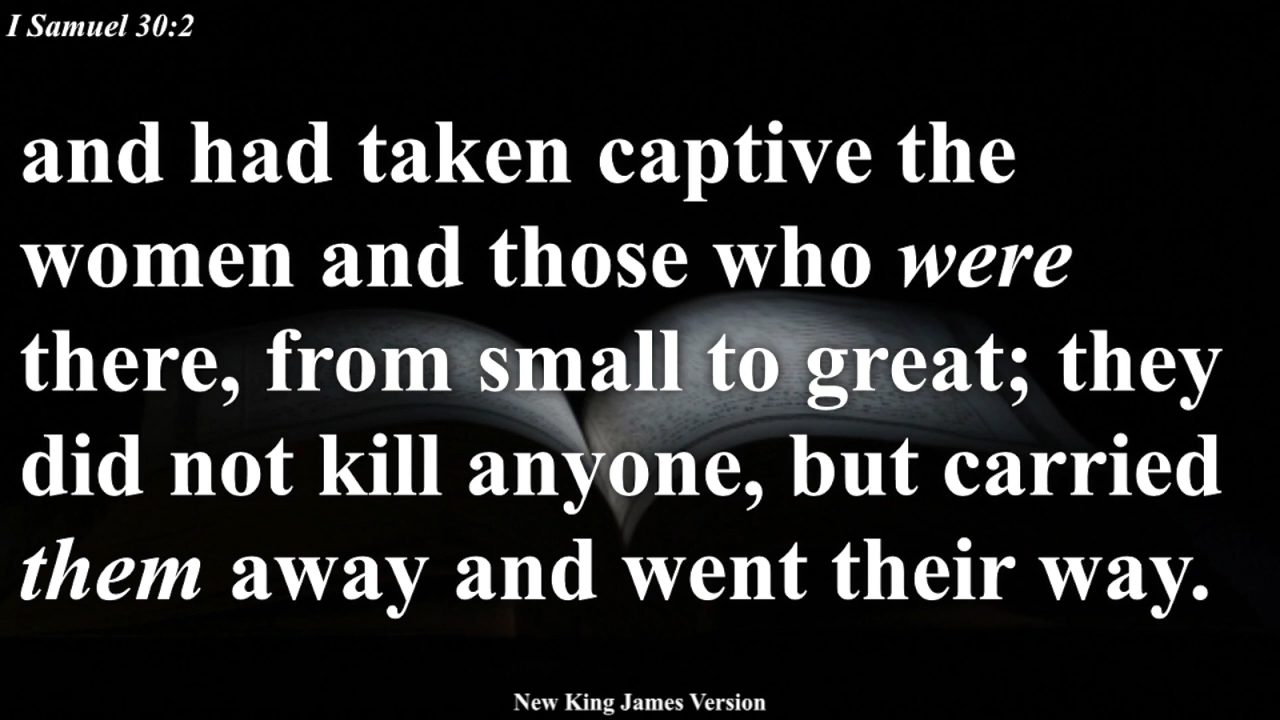 I Samuel 30:2
and had taken captive the
women and those who were
there, from small to great; they
did not kill anyone, but carried
them away and went their way.
New King James Version